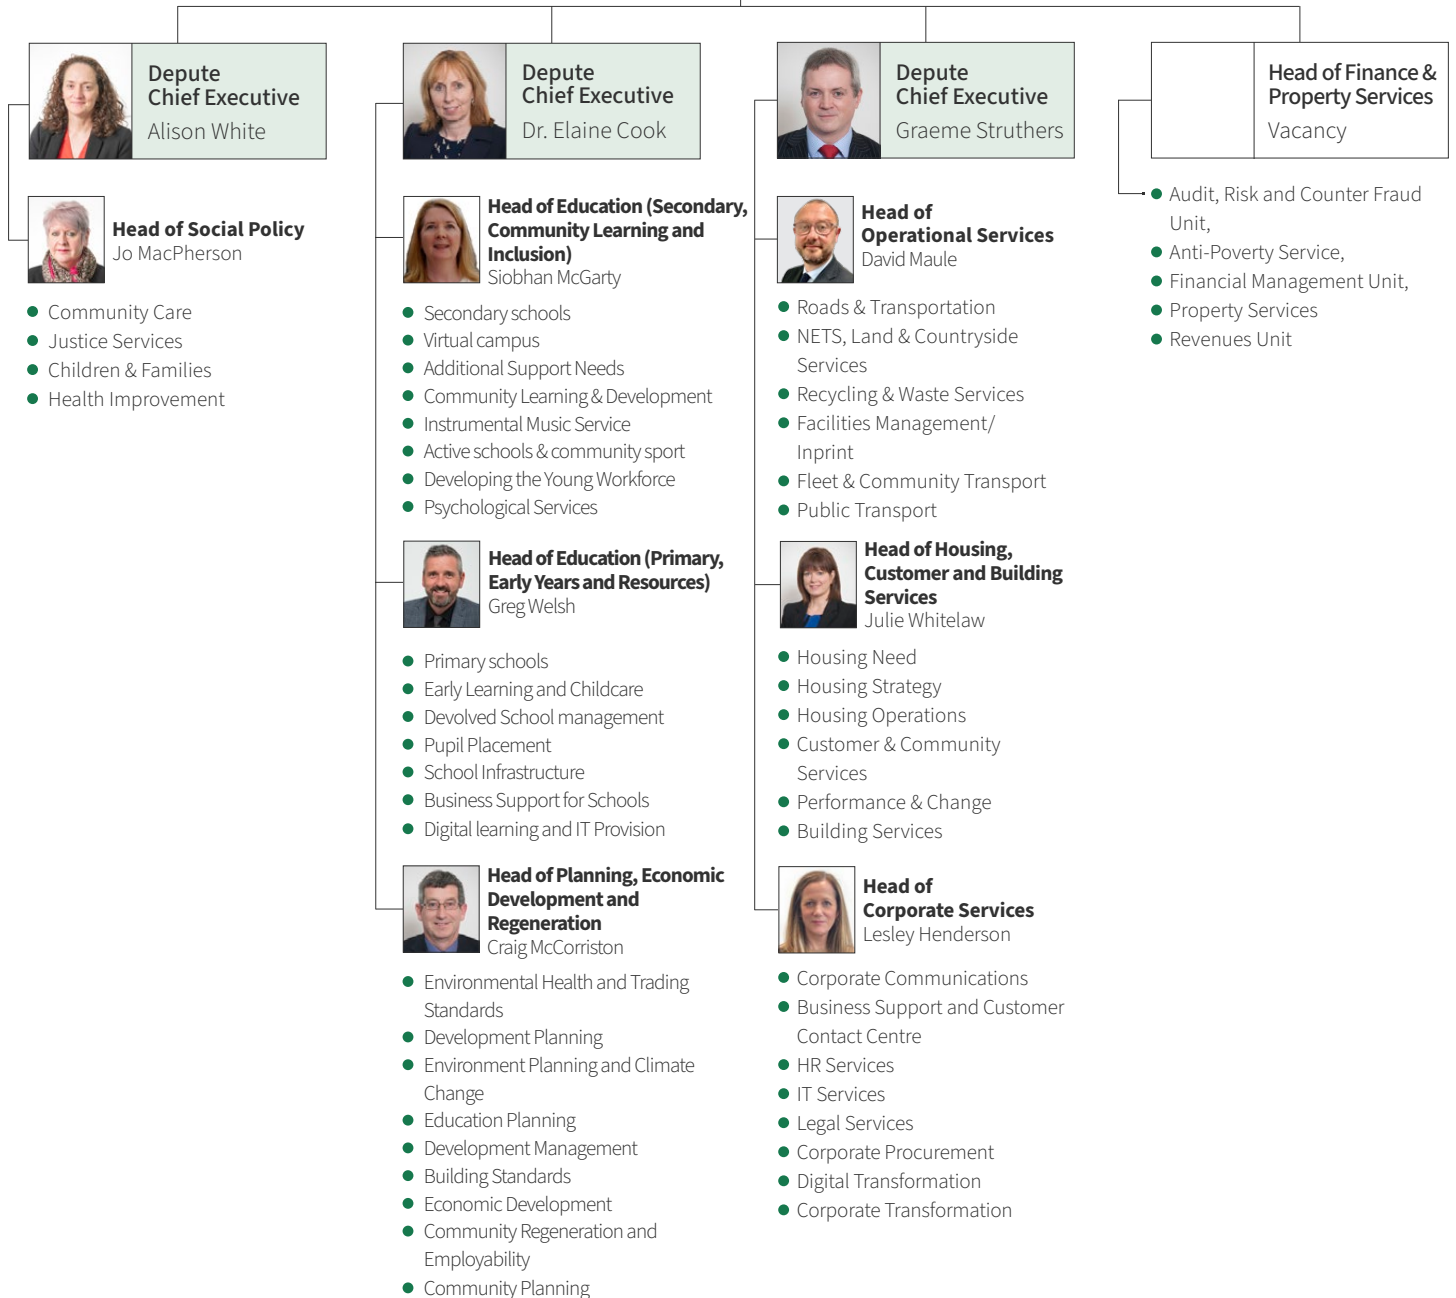 Depute
Chief Executive
Alison White
Head of Social Policy
Jo MacPherson
Community Care
Justice Services
Children & Families
Health Improvement
Depute
Chief Executive
Dr. Elaine Cook
Head of Education (Secondary,
Community Learning and
Inclusion)
Siobhan McGarty
Secondary schools
Virtual campus
Additional Support Needs
Community Learning & Development
Instrumental Music Service
Active schools & community sport
Developing the Young Workforce
Psychological Services
Head of Education (Primary,
Early Years and Resources)
Greg Welsh
Primary schools
Early Learning and Childcare
Devolved School management
Pupil Placement
School Infrastructure
Business Support for Schools
Digital learning and IT Provision
Head of Planning, Economic
Development and
Regeneration
Craig McCorriston
Environmental Health and Trading
Standards
Development Planning
Environment Planning and Climate
Change
Education Planning
Development Management
Building Standards
Economic Development
Community Regeneration and
Employability
Community Planning
Depute
Chief Executive
Graeme Struthers
Head of
Operational Services
David Maule
Roads & Transportation
NETS, Land & Countryside
Services
Recycling & Waste Services
Facilities Management/
Inprint
Fleet & Community Transport
Public Transport
Head of Housing,
Customer and Building
Services
Julie Whitelaw
Housing Need
Housing Strategy
Housing Operations
Customer & Community
Services
Performance & Change
Building Services
Head of
Corporate Services
Lesley Henderson
Corporate Communications
Business Support and Customer
Contact Centre
HR Services
IT Services
Legal Services
Corporate Procurement
Digital Transformation
Corporate Transformation
Head of Finance &
Property Services
Vacancy
Audit, Risk and Counter Fraud
Unit,
Anti-Poverty Service,
Financial Management Unit,
Property Services
Revenues Unit